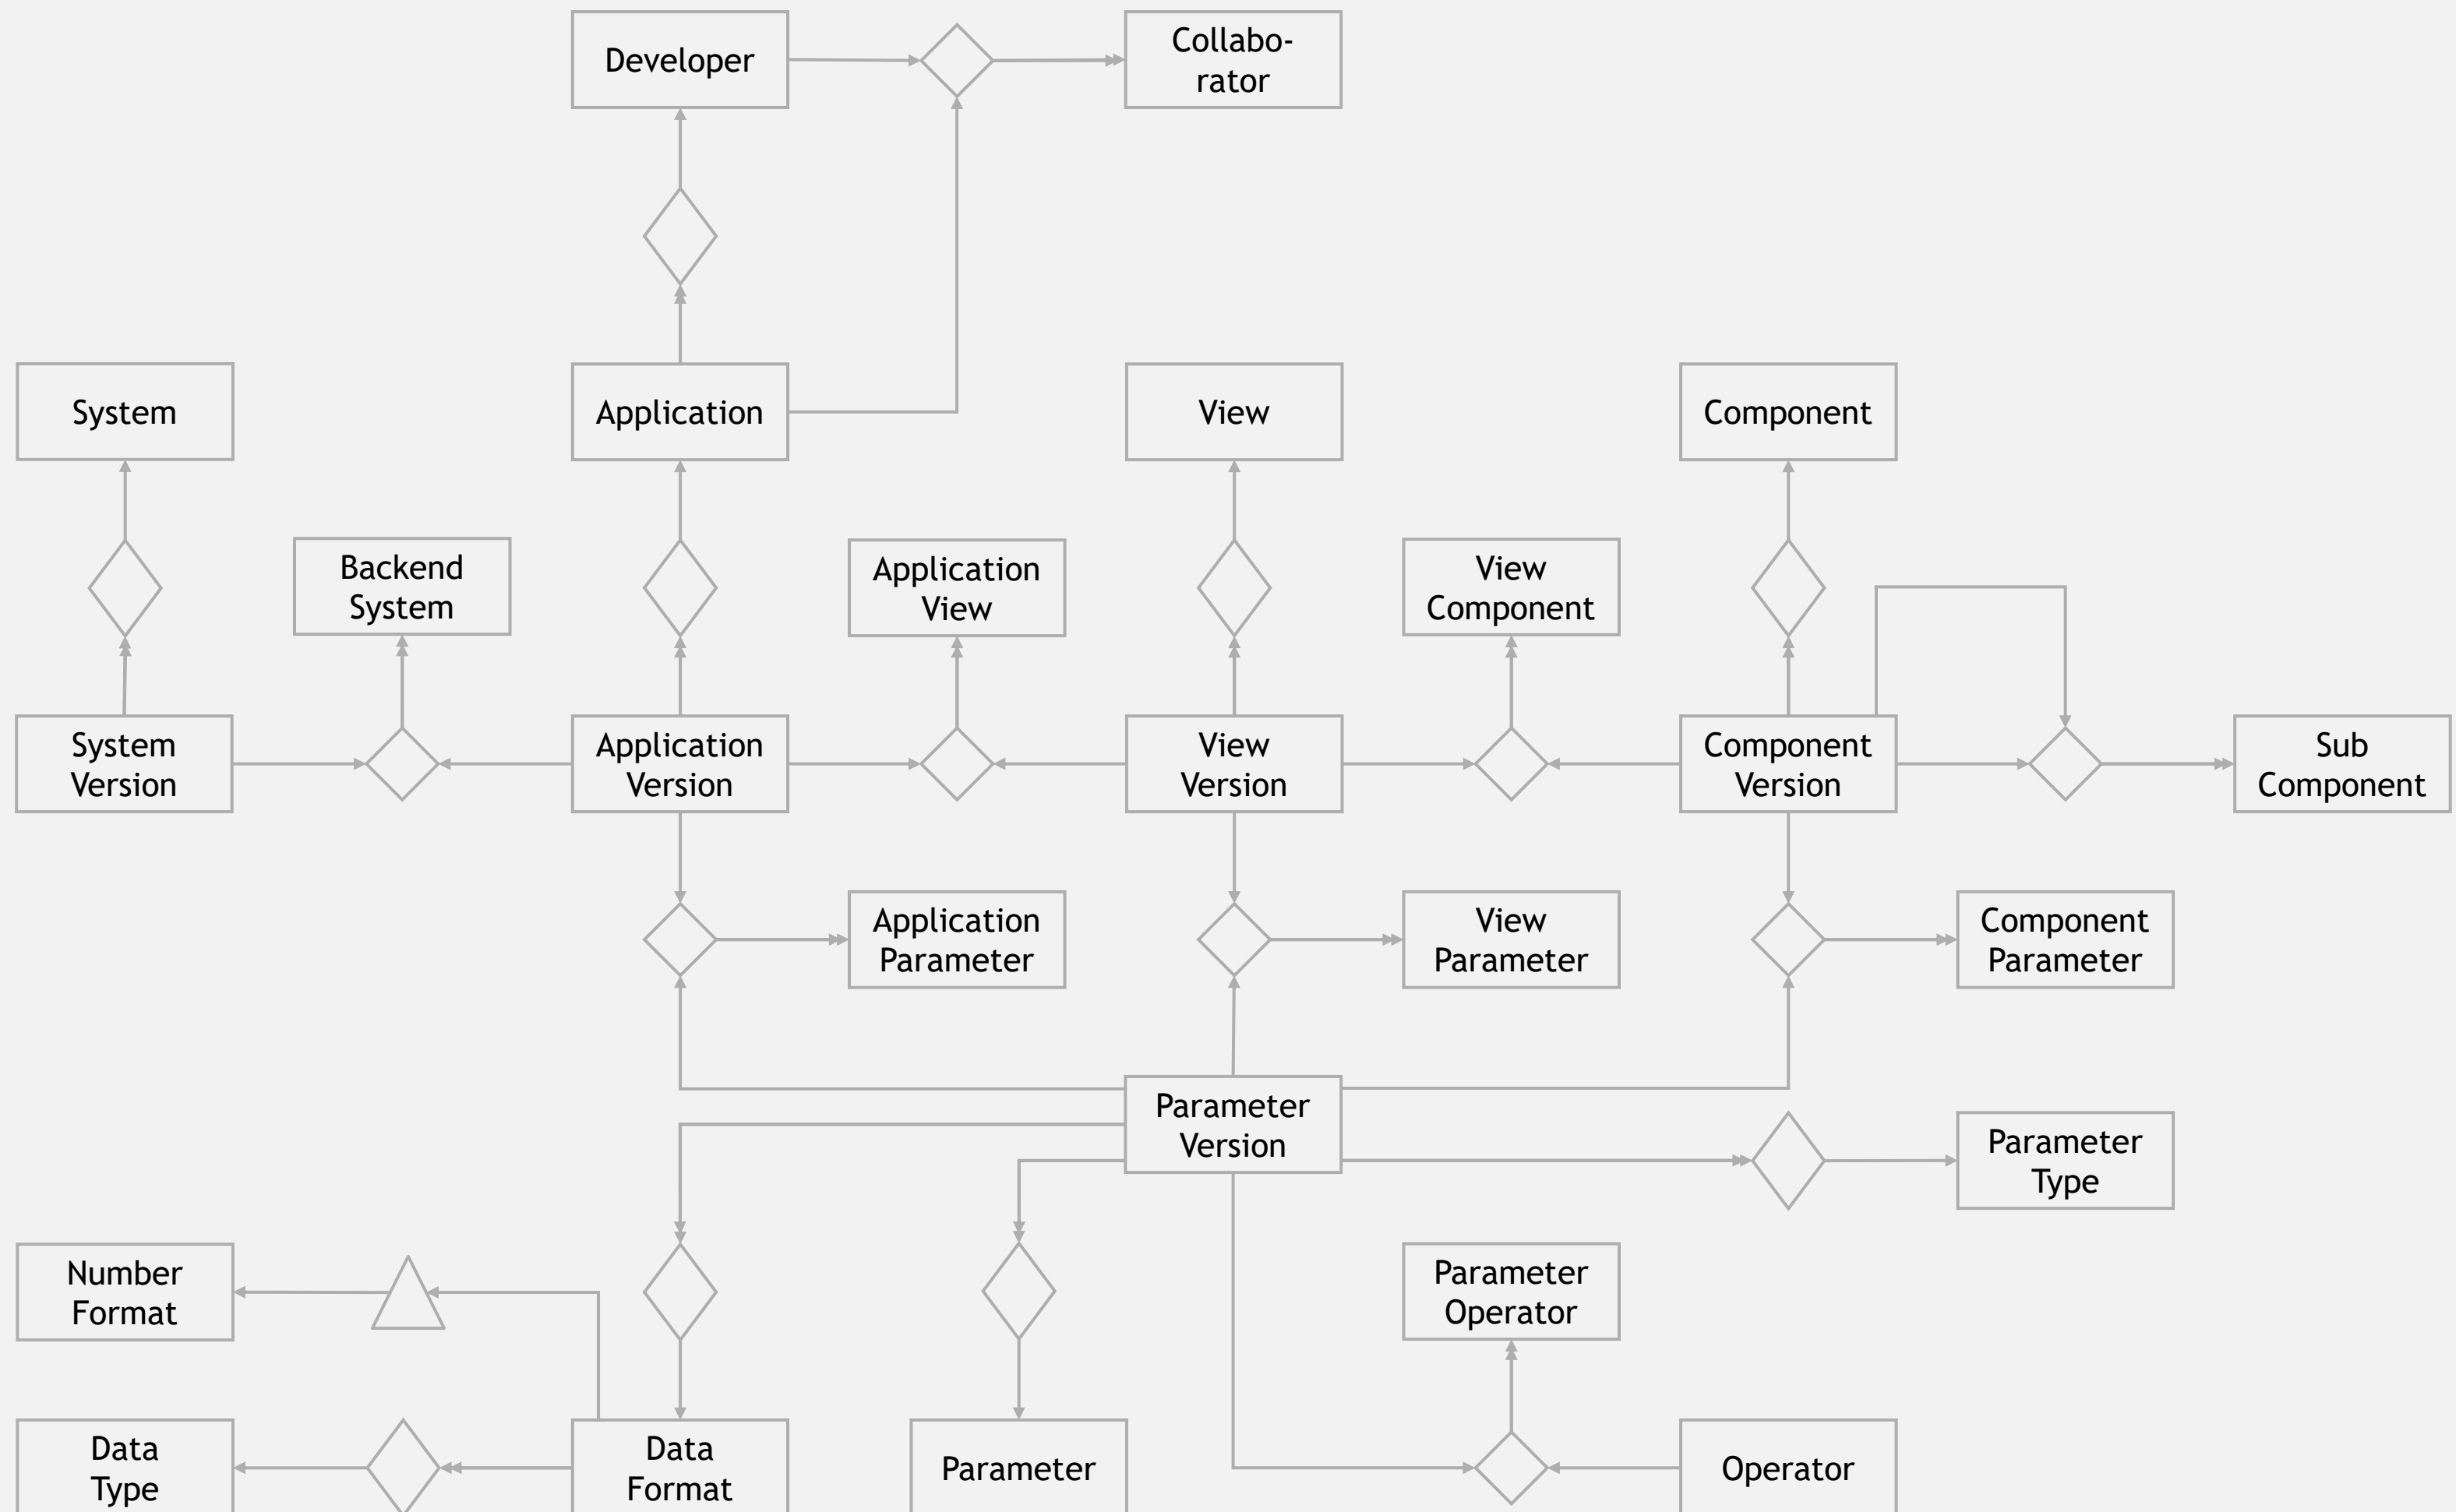 Developer
Collabo-
rator
System
Application
View
Component
Backend
System
Application
View
View
Component
System
Version
Application
Version
View
Version
Component
Version
Sub
Component
Application
Parameter
View
Parameter
Component
Parameter
Parameter
Version
Parameter
Type
Number
Format
Parameter
Operator
Data
Type
Data
Format
Parameter
Operator